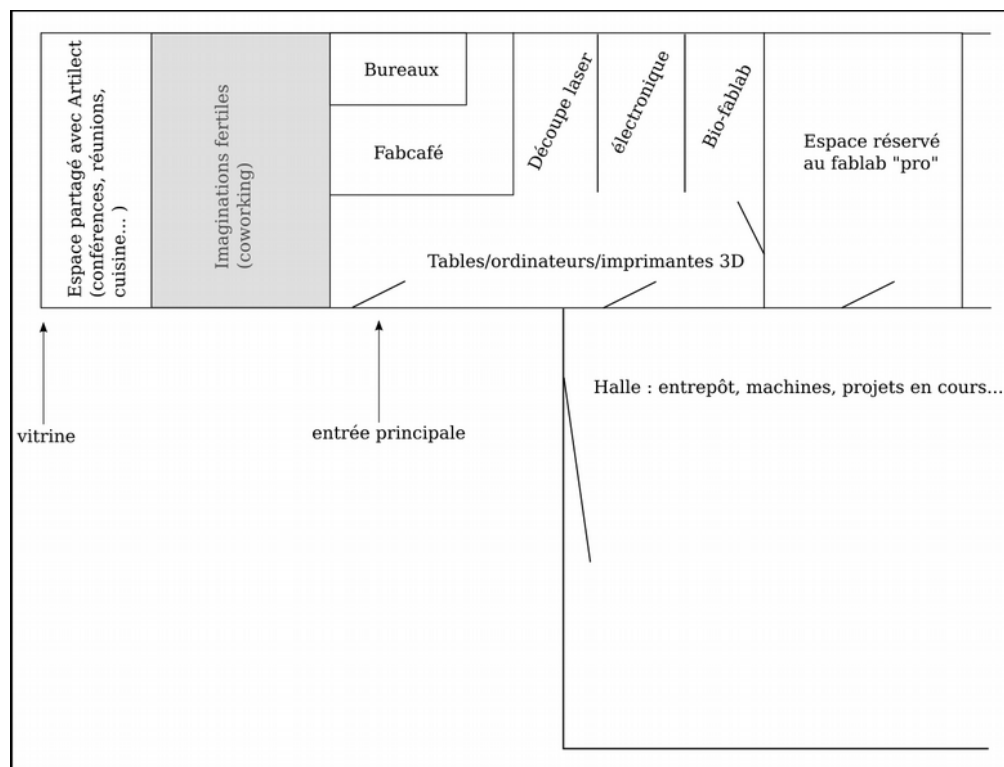 Espace partagé avec Artilect
(conférences, réunions,
cuisine... )
Imaginations fertiles
(coworking)
Bureaux
Fabcafé
Découpe laser
électronique
Bio-fablab
Espace réservé
au fablab "pro"
Tables/ordinateurs/imprimantes 3D
vitrine
entrée principale
Halle : entrepôt, machines, projets en cours...